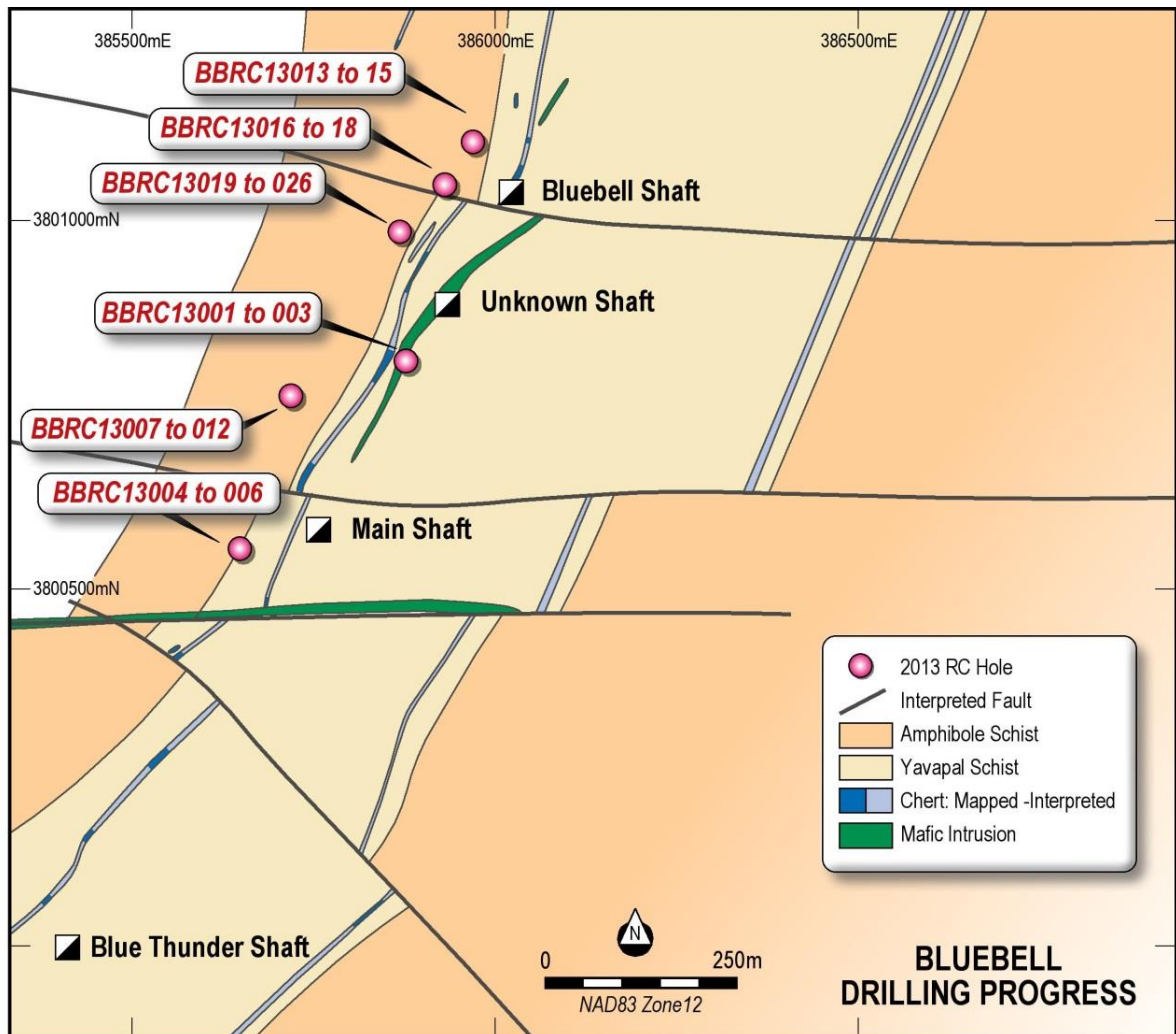 385500mE
386000mE
386500mE
BBRC13013 to 15
BBRC13016 to 18
BBRC13019 to 026
Bluebell Shaft
3801000mN
Unknown Shaft
BBRC13001 to 003
BBRC13007 to 012
BBRC13004 to 006
Main Shaft
3800500mN
2013 RC Hole
Interpreted Fault
Amphibole Schist
Yavapal Schist
Chert: Mapped -Interpreted
Mafic Intrusion
Blue Thunder Shaft
N
0 250m
NAD83 Zone12
BLUEBELL
DRILLING PROGRESS